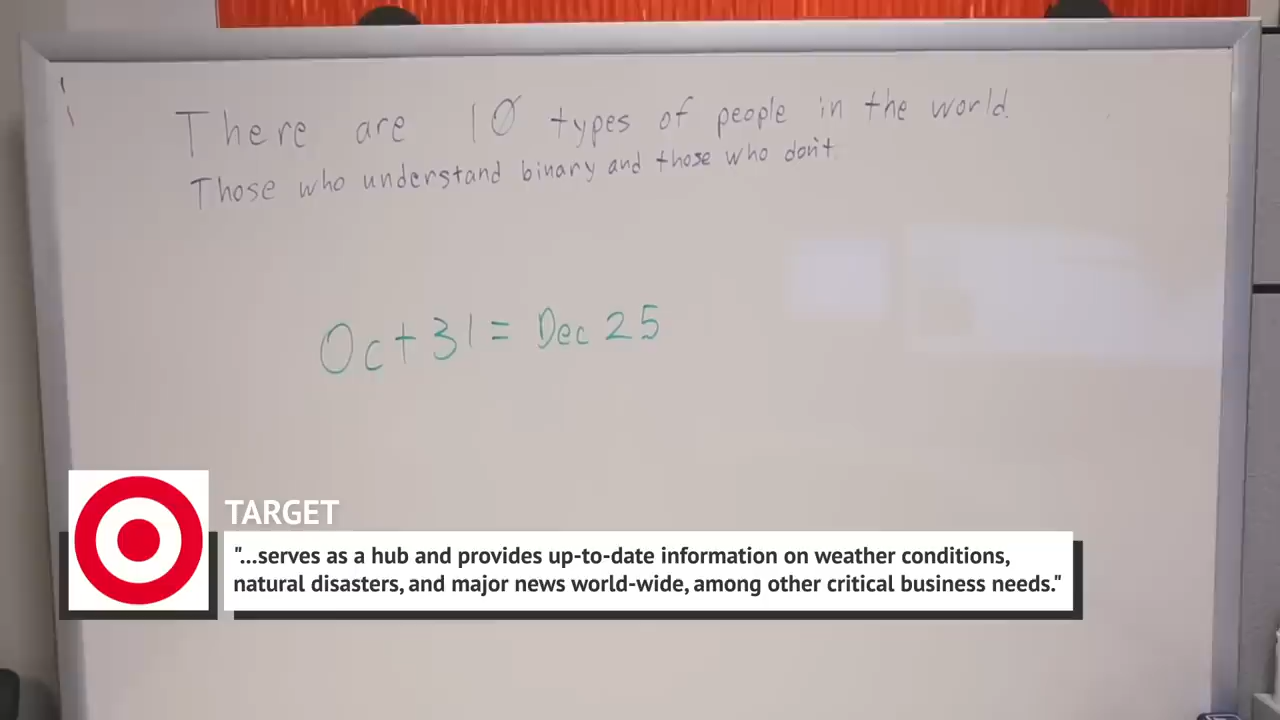 There are 10 types of people in the world.
Those who understand binary and those who don't
Oct 31 = Dec 25
TARGET
"...serves as a hub and provides up-to-date information on weather conditions,
natural disasters, and major news world-wide, among other critical business needs."